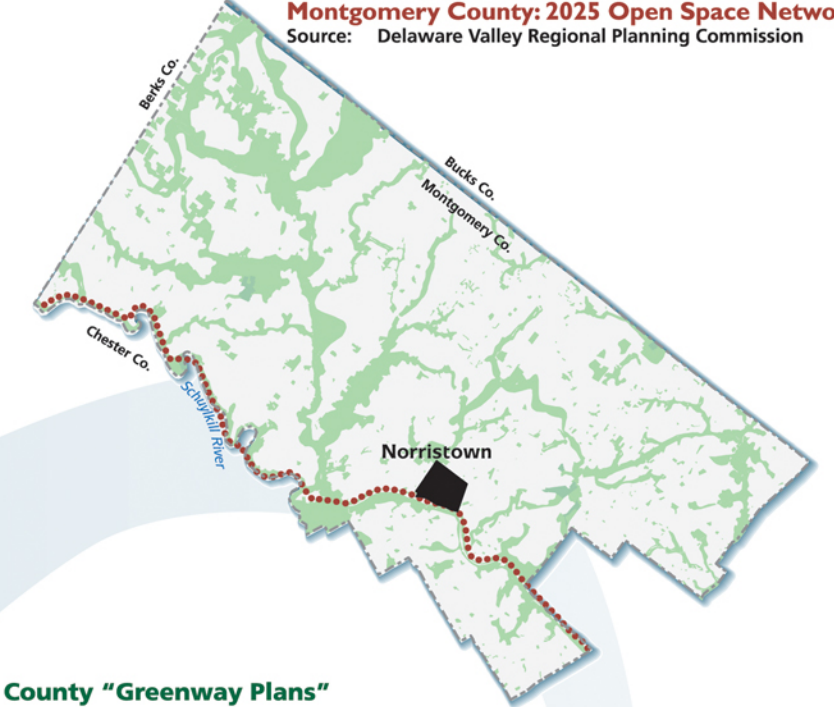 Montgomery County: 2025 Open Space Netwo
Source: Delaware Valley Regional Planning Commission
Berks Co.
Bucks Co.
Montgomery Co.
Chester Co.
Schuylkill River
Norristown
County “Greenway Plans”